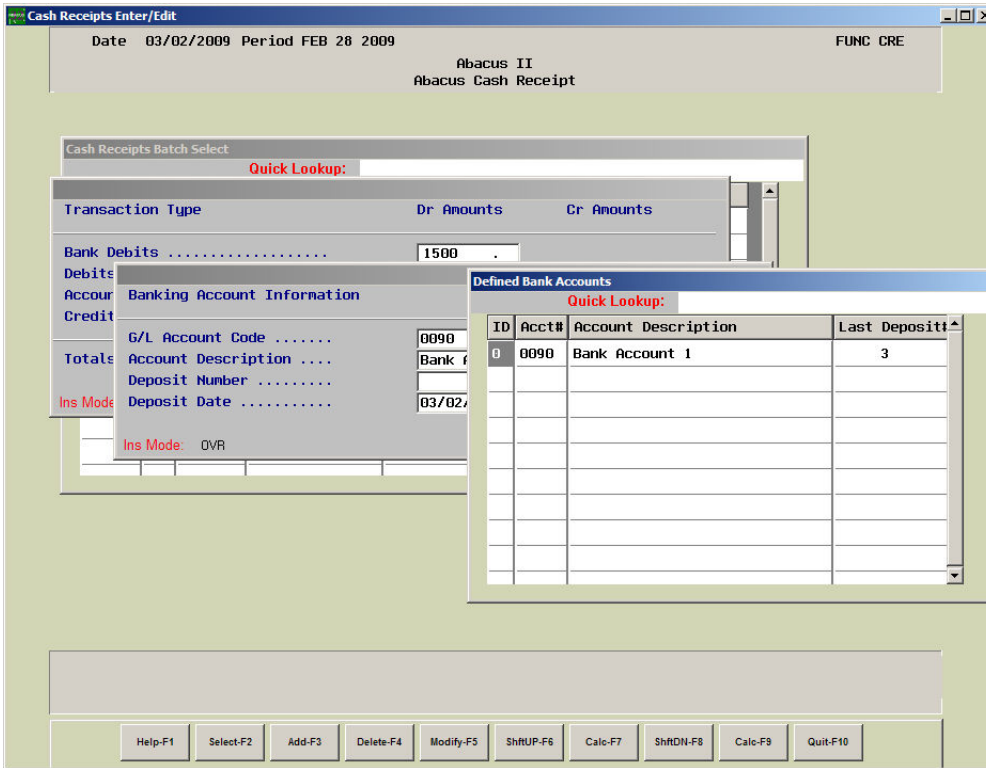 Cash Receipts Enter/Edit
Date 03/02/2009 Period FEB 28 2009 FUNC CRE
Abacus II
Abacus Cash Receipt
Cash Receipts Batch Select
Quick Lookup:
Transaction Type Dr Amounts Cr Amounts
Bank Debits ................... 1500 .
Debits
Accoun
Credit
Totals
Ins Mode
Banking Account Information
G/L Account Code ....... 0090
Account Description .... Bank A
Deposit Number .........
Deposit Date ........... 03/02/
Ins Mode: OVR
Defined Bank Accounts
Quick Lookup:
ID Acct# Account Description Last Deposit#
0 0090 Bank Account 1 3
Help-F1 Select-F2 Add-F3 Delete-F4 Modify-F5 ShftUP-F6 Calc-F7 ShftDN-F8 Calc-F9 Quit-F10